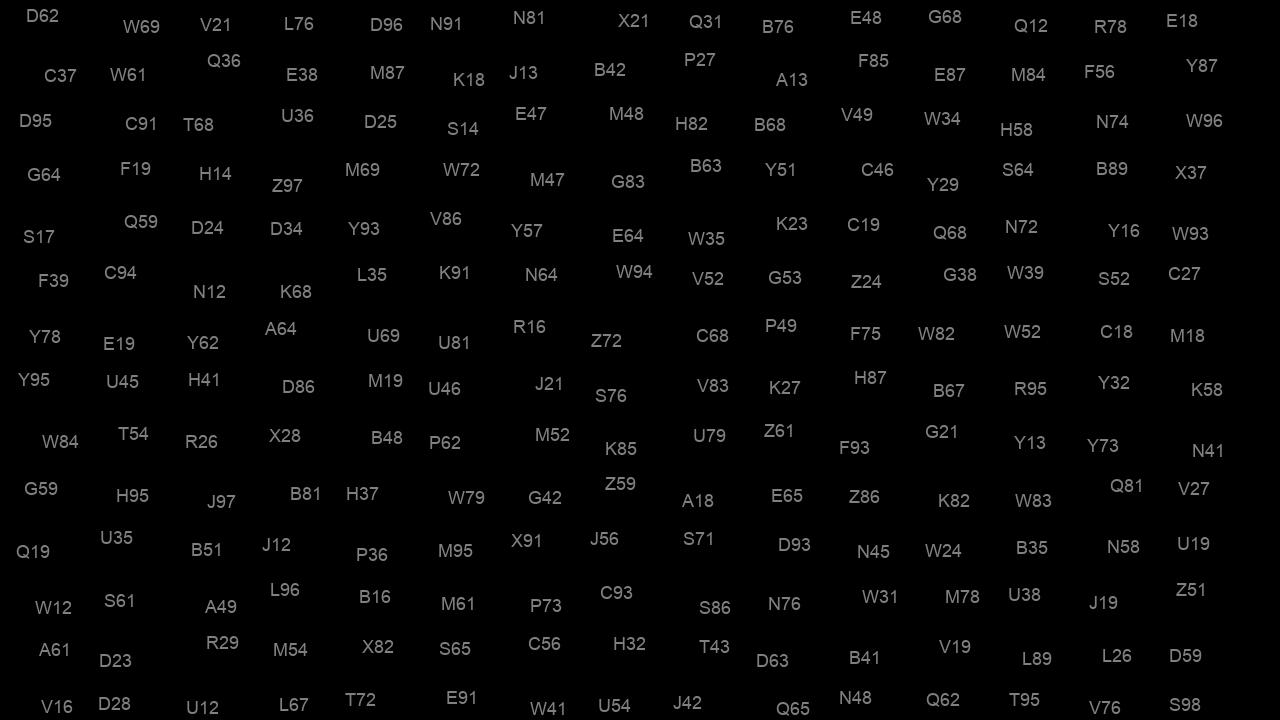 D62 W69 V21 L76 D96 N91 N81 X21 Q31 B76 E48 G68 Q12 R78 E18
C37 W61 Q36 E38 M87 K18 J13 B42 P27 A13 F85 E87 M84 F56 Y87
D95 C91 T68 U36 D25 S14 E47 M48 H82 B68 V49 W34 H58 N74 W96
G64 F19 H14 Z97 M69 W72 M47 G83 B63 Y51 C46 Y29 S64 B89 X37
S17 Q59 D24 D34 Y93 V86 Y57 E64 W35 K23 C19 Q68 N72 Y16 W93
F39 C94 N12 K68 L35 K91 N64 W94 V52 G53 Z24 G38 W39 S52 C27
Y78 E19 Y62 A64 U69 U81 R16 Z72 C68 P49 F75 W82 W52 C18 M18
Y95 U45 H41 D86 M19 U46 J21 S76 V83 K27 H87 B67 R95 Y32 K58
W84 T54 R26 X28 B48 P62 M52 K85 U79 Z61 F93 G21 Y13 Y73 N41
G59 H95 J97 B81 H37 W79 G42 Z59 A18 E65 Z86 K82 W83 Q81 V27
Q19 U35 B51 J12 P36 M95 X91 J56 S71 D93 N45 W24 B35 N58 U19
W12 S61 A49 L96 B16 M61 P73 C93 S86 N76 W31 M78 U38 J19 Z51
A61 D23 R29 M54 X82 S65 C56 H32 T43 D63 B41 V19 L89 L26 D59
V16 D28 U12 L67 T72 E91 W41 U54 J42 Q65 N48 Q62 T95 V76 S98